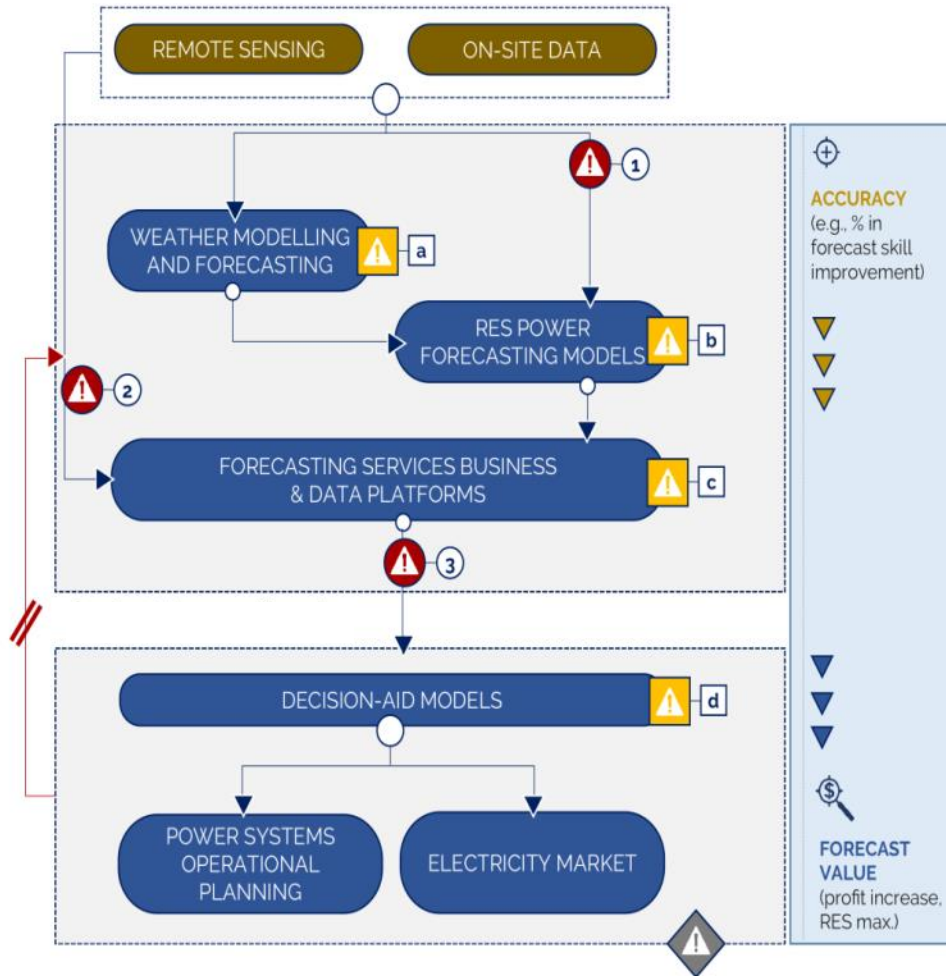 REMOTE SENSING
ON-SITE DATA
1
WEATHER MODELLING
AND FORECASTING
a
RES POWER
FORECASTING MODELS
b
2
FORECASTING SERVICES BUSINESS
& DATA PLATFORMS
c
3
DECISION-AID MODELS
d
POWER SYSTEMS
OPERATIONAL
PLANNING
ELECTRICITY MARKET
ACCURACY
(e.g., % in
forecast skill
improvement)
$
FORECAST
VALUE
(profit increase,
RES max.)